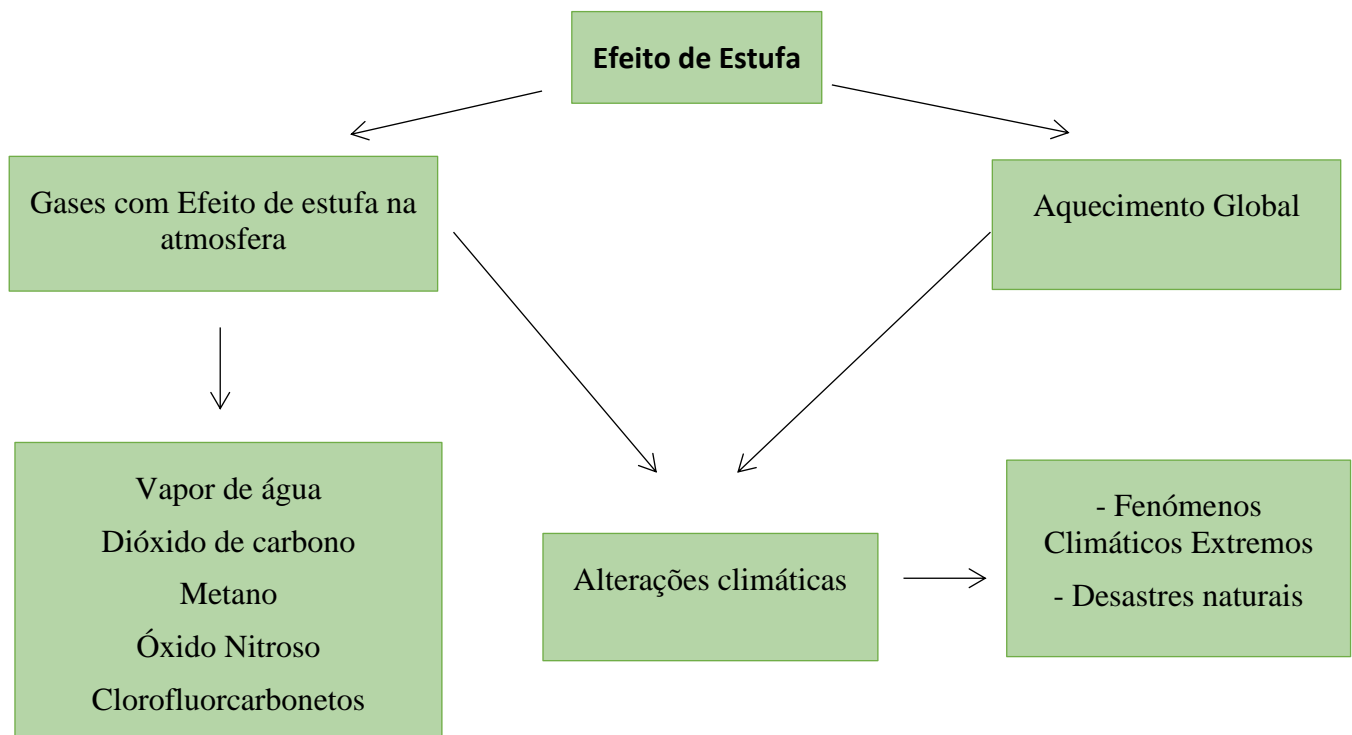 Efeito de Estufa
Gases com Efeito de estufa na
atmosfera
Aquecimento Global
Vapor de água
Dióxido de carbono
Metano
Óxido Nitroso
Clorofluorcarbonetos
Alterações climáticas
- Fenómenos
Climáticos Extremos
- Desastres naturais